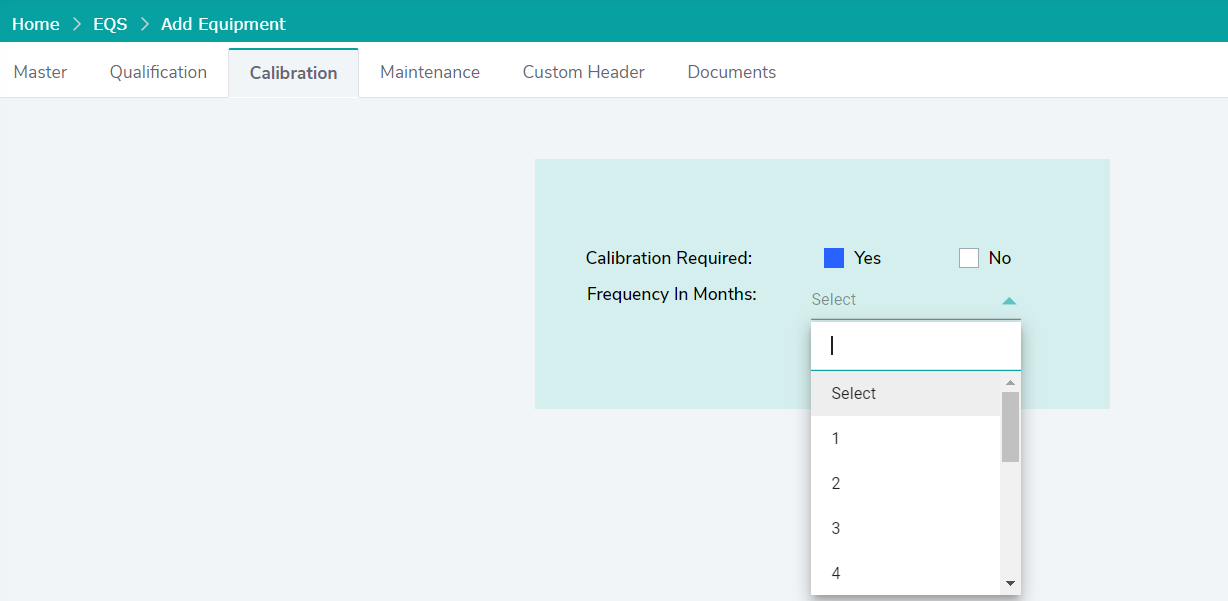 Home > EQS > Add Equipment
Master Qualification Calibration Maintenance Custom Header Documents
Calibration Required: Yes No
Frequency In Months: Select
Select
1
2
3
4